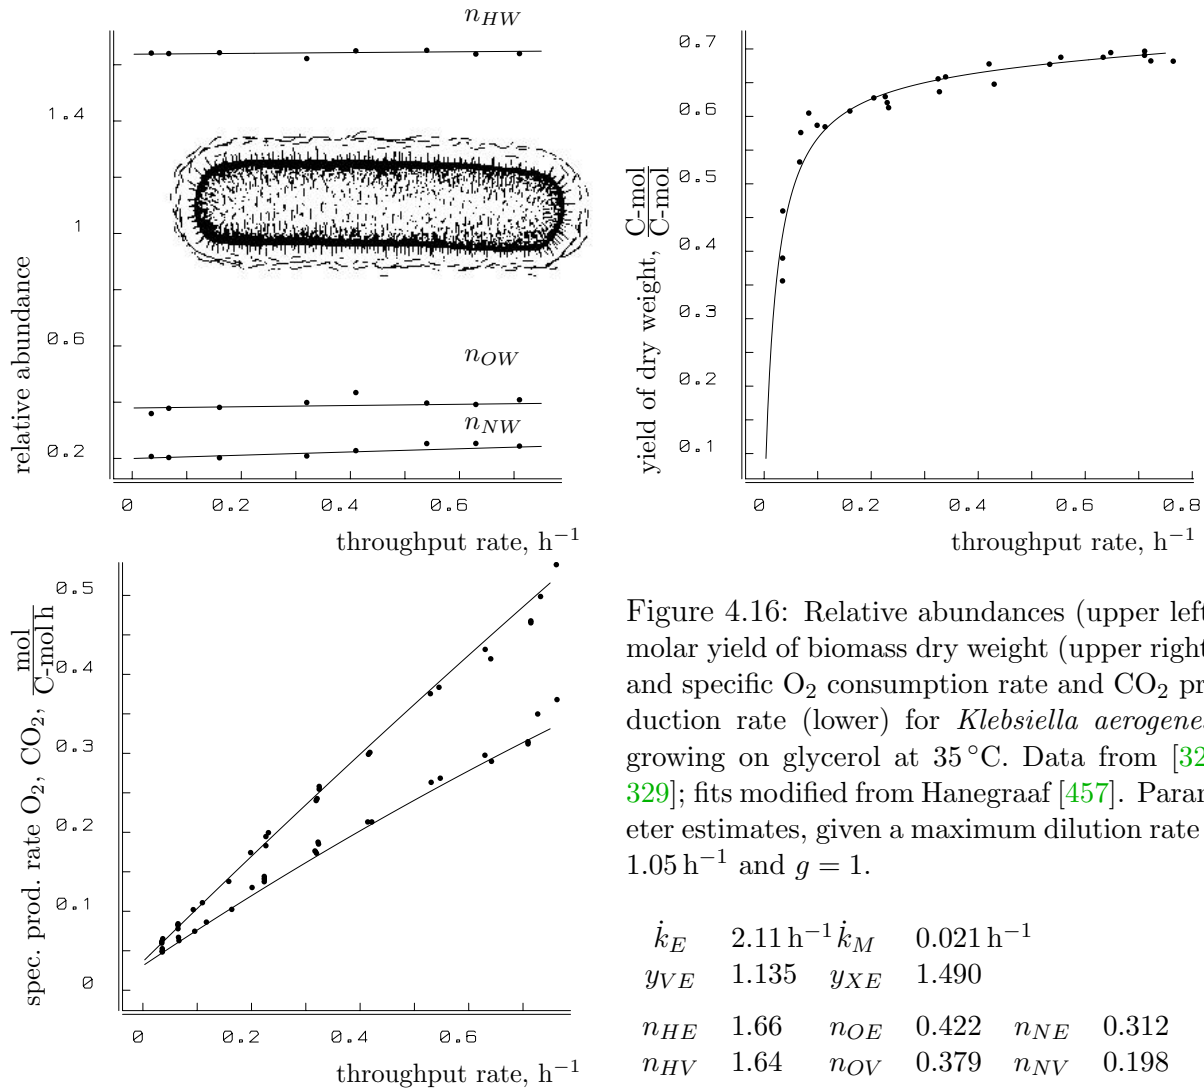 n_HW
1.4
1
0.6
0.2
n_OW
n_NW
relative abundance
0 0.2 0.6
throughput rate, h⁻¹
0.7
0.6
0.5
0.4
0.3
0.2
0.1
yield of dry weight, C-mol/C-mol
0 0.2 0.4 0.6 0.8
throughput rate, h⁻¹
0.5
0.4
0.3
0.2
0.1
0
spec. prod. rate O₂, CO₂, mol/C-mol h
0 0.2 0.6
throughput rate, h⁻¹
Figure 4.16: Relative abundances (upper left
molar yield of biomass dry weight (upper right
and specific O₂ consumption rate and CO₂ pr
duction rate (lower) for Klebsiella aerogenes
growing on glycerol at 35 °C. Data from [32
329]; fits modified from Hanegraaf [457]. Param
eter estimates, given a maximum dilution rate
1.05 h⁻¹ and g = 1.
k̇_E 2.11 h⁻¹ k̇_M 0.021 h⁻¹
y_VE 1.135 y_XE 1.490
n_HE 1.66 n_OE 0.422 n_NE 0.312
n_HV 1.64 n_OV 0.379 n_NV 0.198